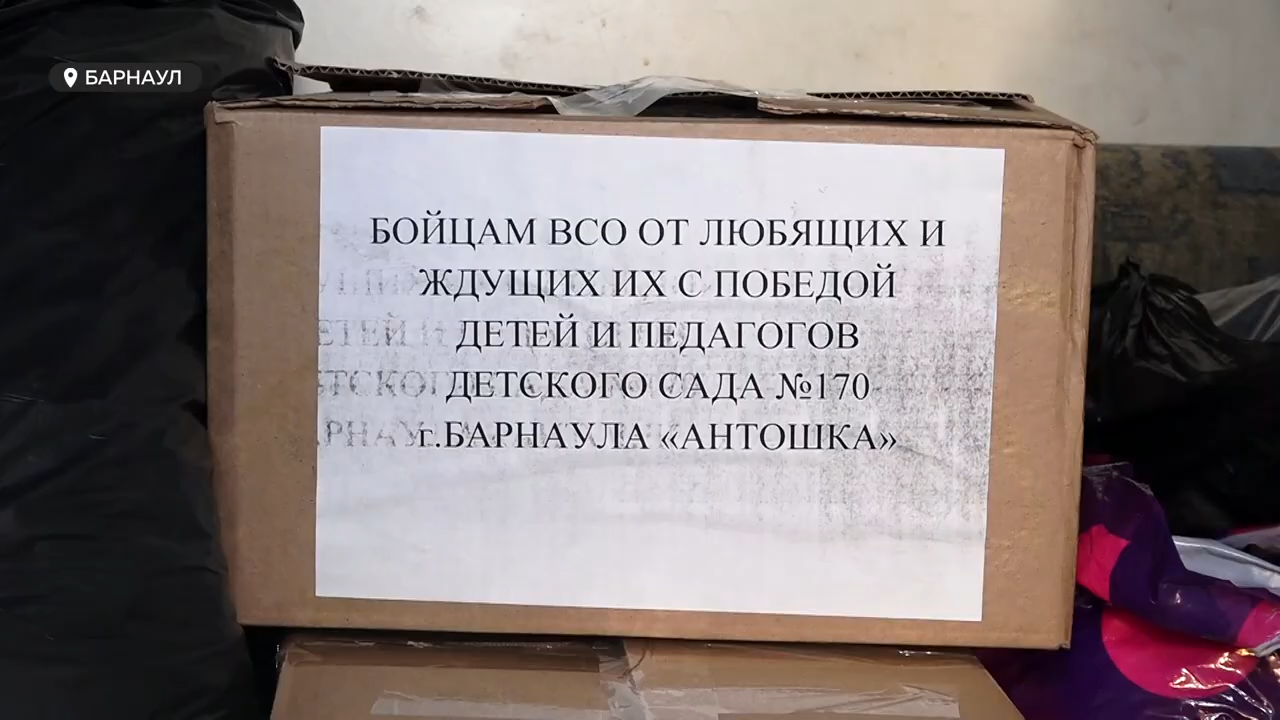 БАРНАУЛ
БОЙЦАМ ВСО ОТ ЛЮБЯЩИХ И
ЖДУЩИХ ИХ С ПОБЕДОЙ
ДЕТЕЙ И ПЕДАГОГОВ
ДЕТСКОГО САДА №170
г.БАРНАУЛА «АНТОШКА»